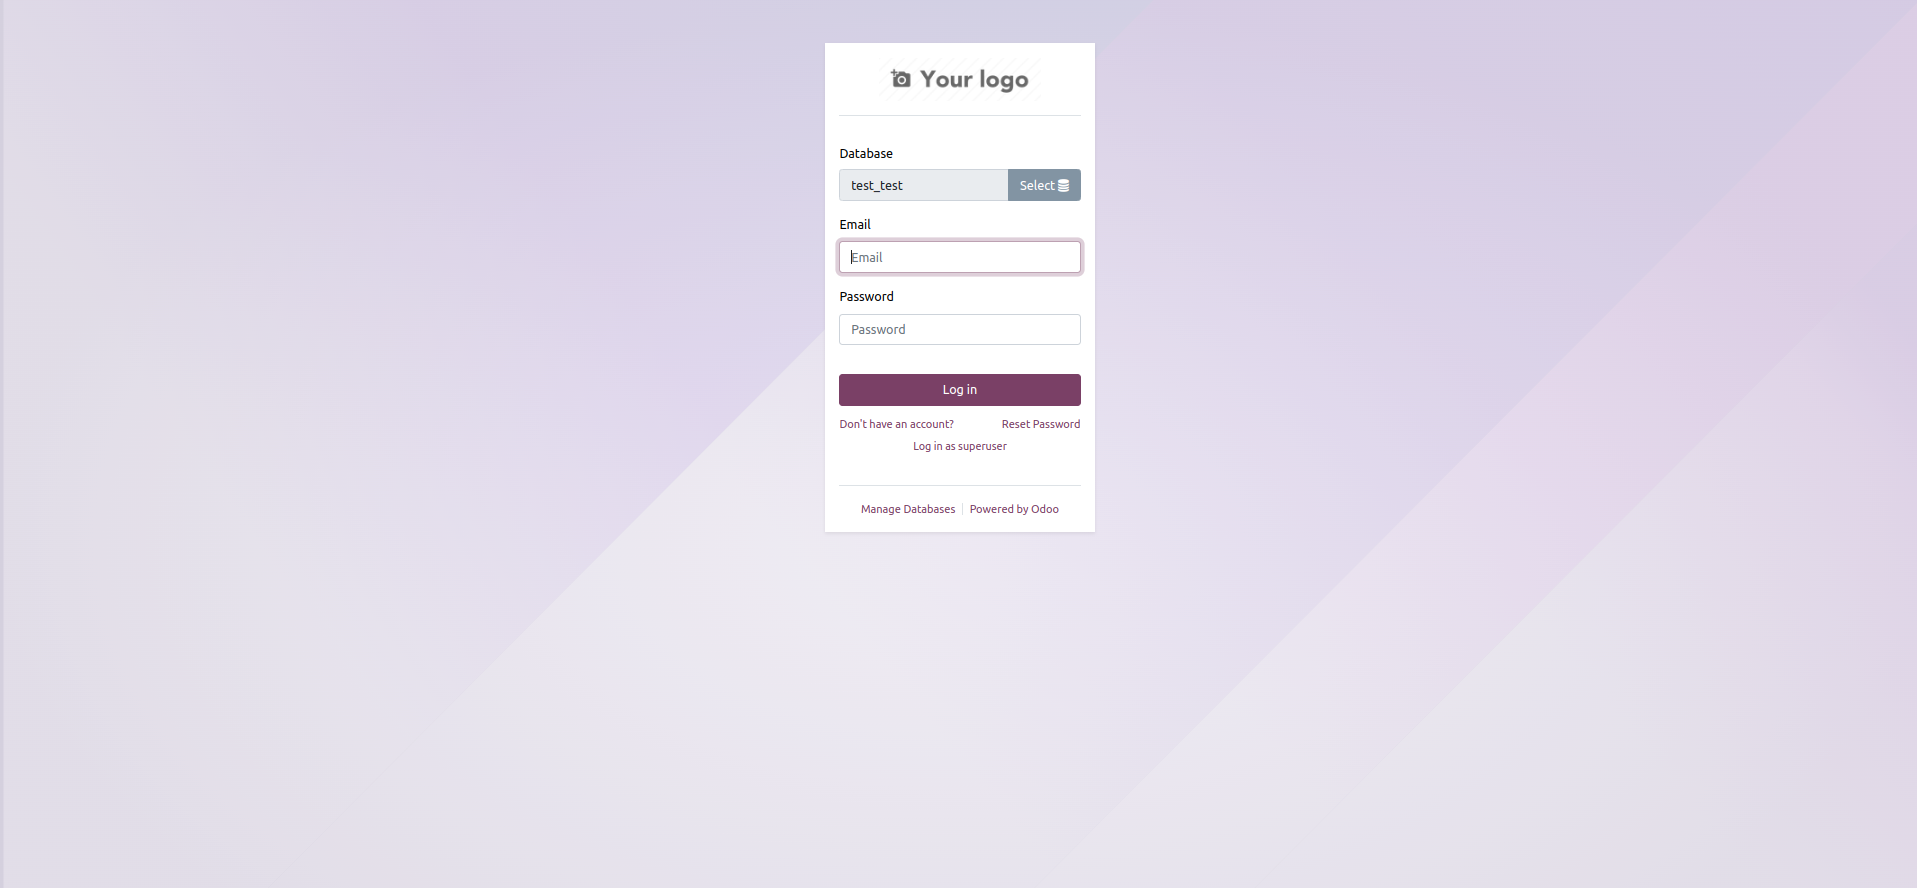 Your logo
Database
test_test
Select
Email
Email
Password
Password
Log in
Don't have an account? Reset Password
Log in as superuser
Manage Databases Powered by Odoo